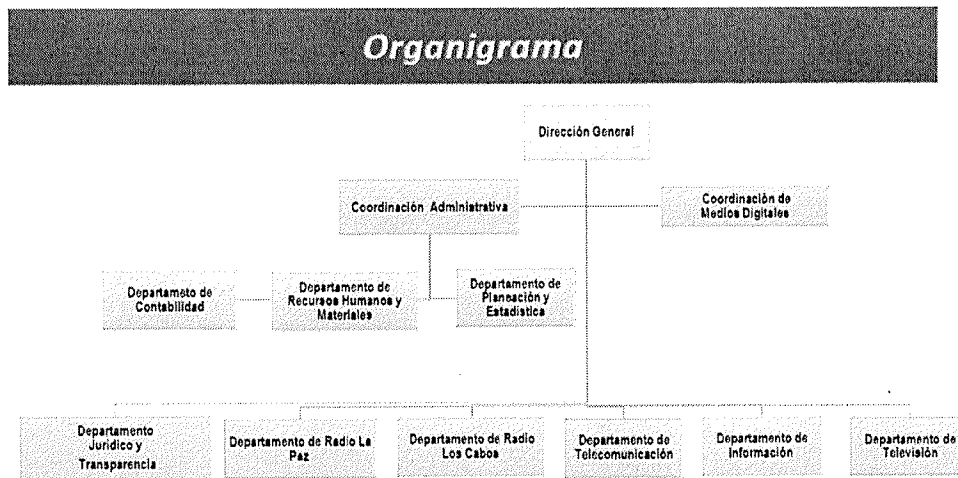 Organigrama
Dirección General
Coordinación Administrativa
Coordinación de
Medios Digitales
Departameto de
Contabilidad
Departamento de
Recursos Humanos y
Materiales
Departamento de
Planeación y
Estadística
Departamento
Jurídico y
Transparencia
Departamento de Radio La
Paz
Departamento de Radio
Los Cabos
Departamento de
Telecomunicación
Departamento de
Información
Departamento de
Televisión